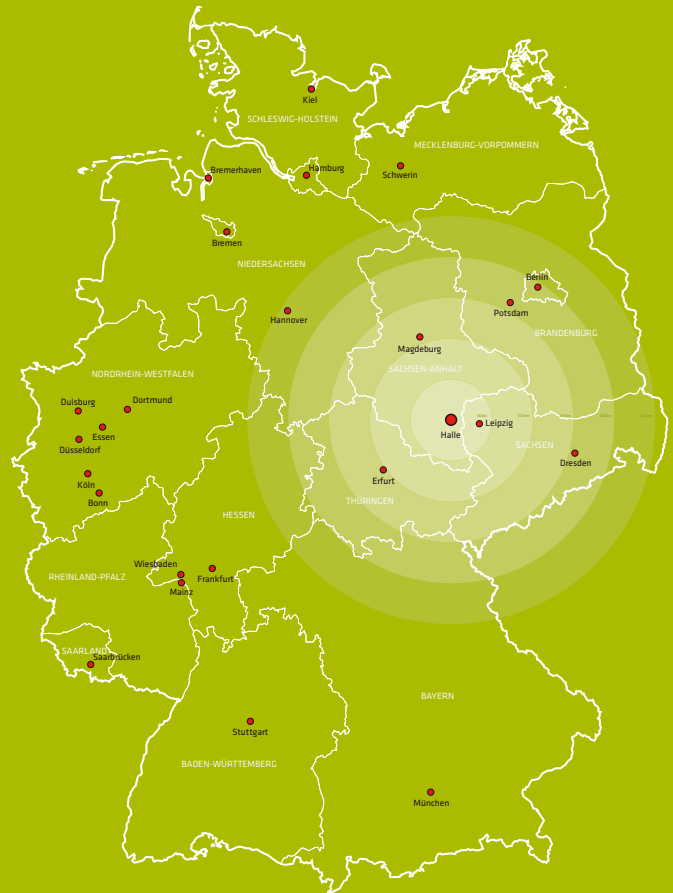 Kiel
SCHLESWIG-HOLSTEIN
MECKLENBURG-VORPOMMERN
Bremerhaven
Hamburg
Schwerin
Bremen
NIEDERSACHSEN
Berlin
Potsdam
Hannover
BRANDENBURG
Magdeburg
SACHSEN-ANHALT
NORDRHEIN-WESTFALEN
Duisburg
Dortmund
Leipzig
Halle
Essen
Düsseldorf
SACHSEN
Dresden
Köln
Erfurt
Bonn
THÜRINGEN
HESSEN
Wiesbaden
RHEINLAND-PFALZ
Frankfurt
Mainz
SAARLAND
Saarbrücken
BAYERN
Stuttgart
BADEN-WÜRTTEMBERG
München